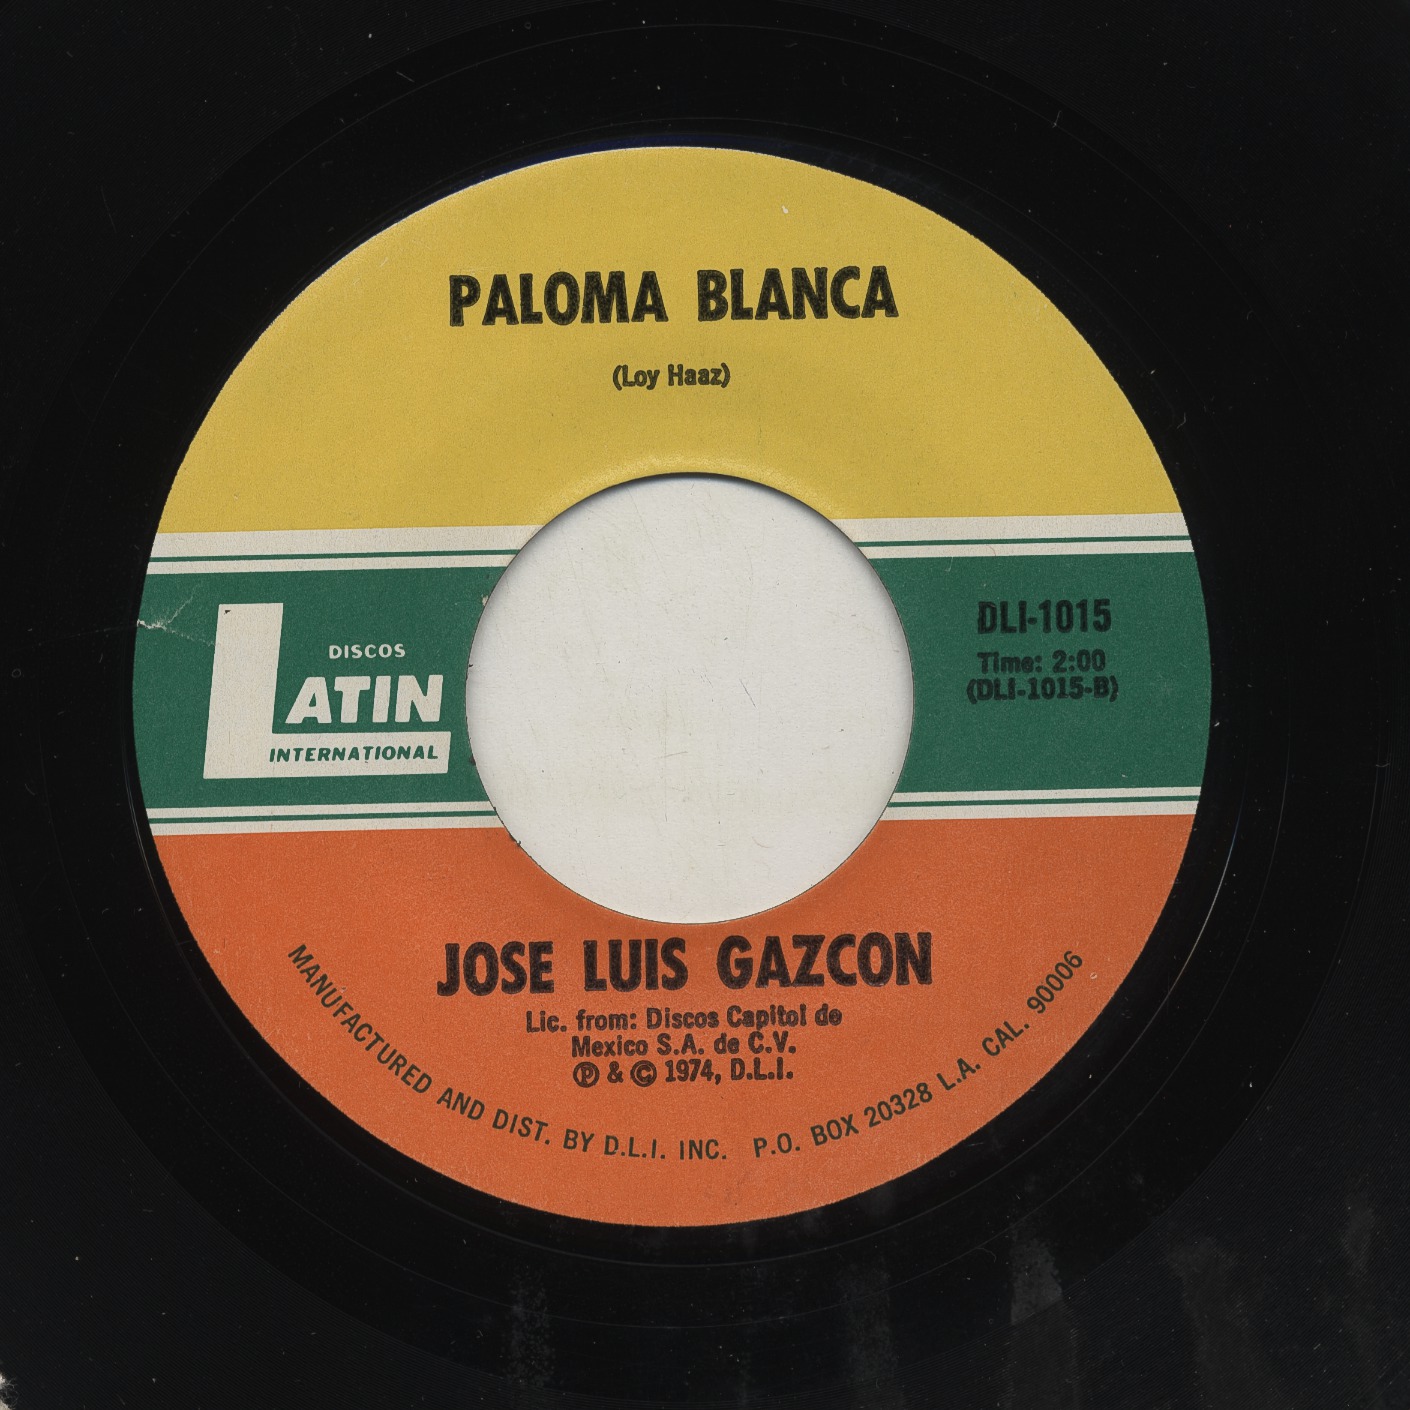 PALOMA BLANCA
(Loy Haaz)
DISCOS
LATIN
INTERNATIONAL
DLI-1015
Time: 2:00
(DLI-1015-B)
JOSE LUIS GAZCON
Lic. from: Discos Capitol de
Mexico S.A. de C.V.
Ⓟ & © 1974, D.L.I.
MANUFACTURED AND DIST. BY D.L.I. INC. P.O. BOX 20328 L.A. CAL. 90006